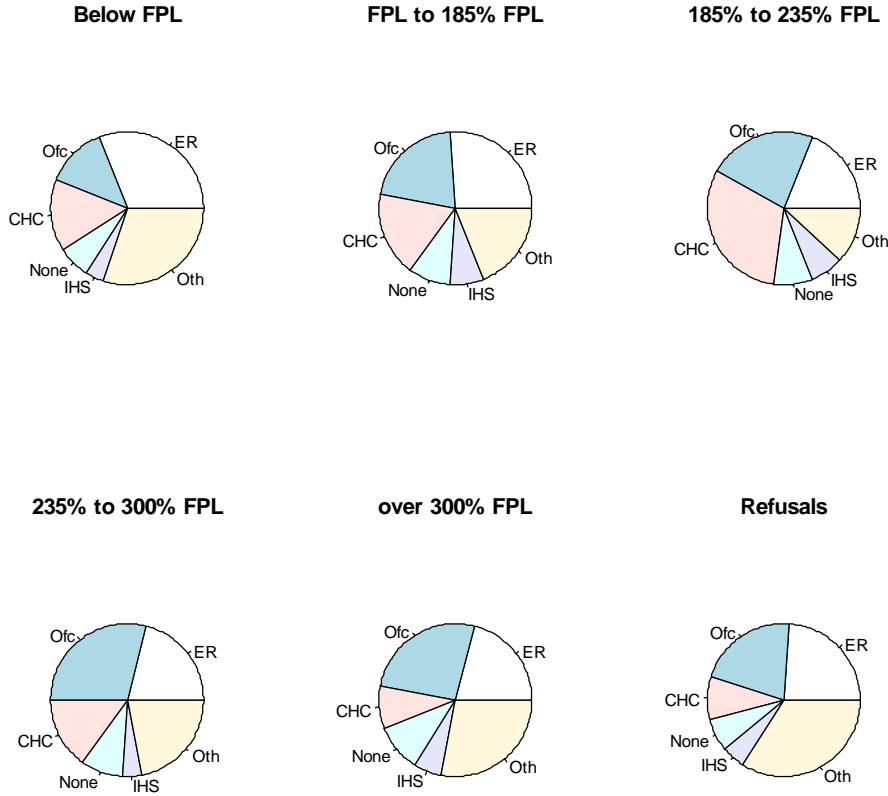 Below FPL
FPL to 185% FPL
185% to 235% FPL
ER
Ofc
CHC
None
IHS
Oth
ER
Ofc
CHC
None
IHS
Oth
ER
Ofc
CHC
None
IHS
Oth
235% to 300% FPL
over 300% FPL
Refusals
ER
Ofc
CHC
None
IHS
Oth
ER
Ofc
CHC
None
IHS
Oth
ER
Ofc
CHC
None
IHS
Oth